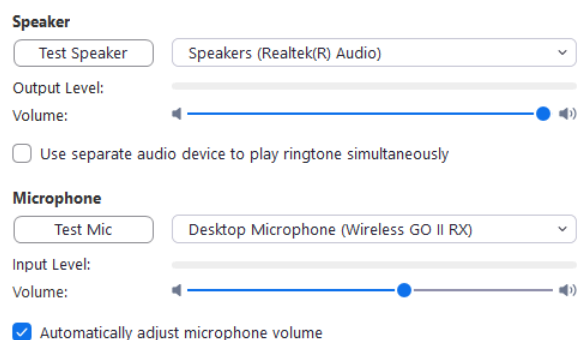 Speaker
Test Speaker
Speakers (Realtek(R) Audio)
Output Level:
Volume:
Use separate audio device to play ringtone simultaneously
Microphone
Test Mic
Desktop Microphone (Wireless GO II RX)
Input Level:
Volume:
Automatically adjust microphone volume